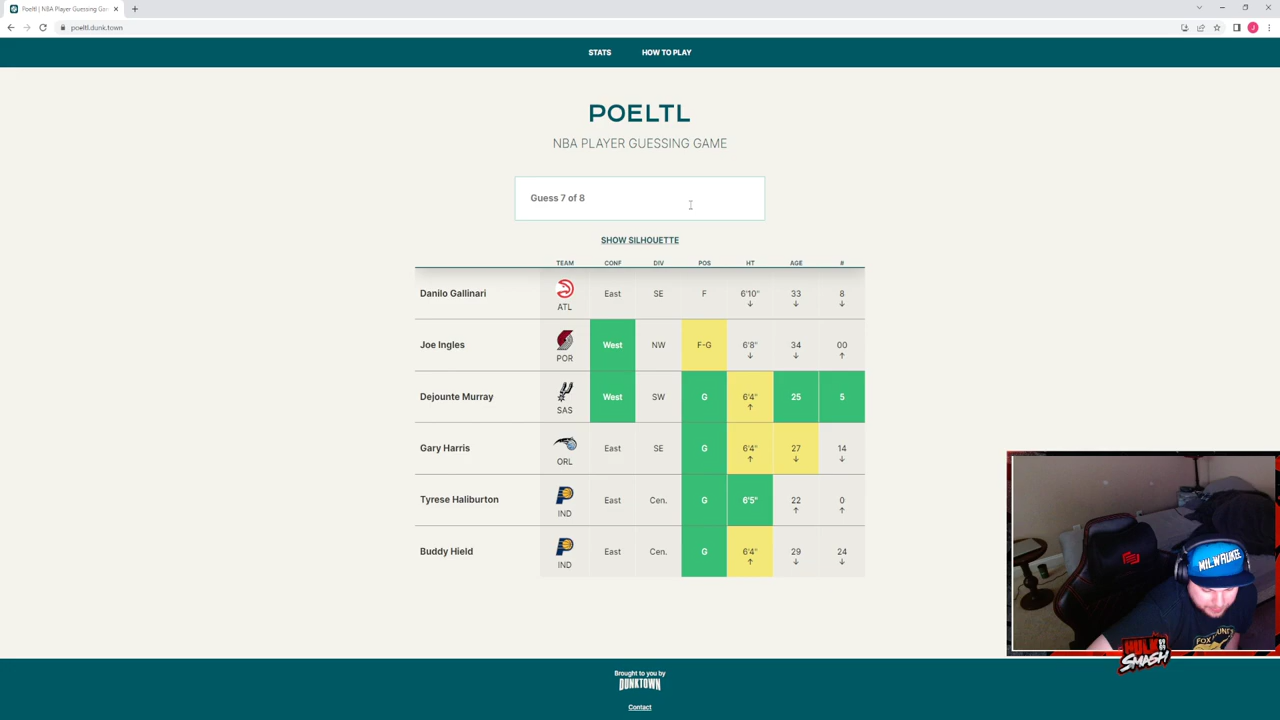 Poeltl | NBA Player Guessing Gam
poeltl.dunk.town
STATS HOW TO PLAY
POELTL
NBA PLAYER GUESSING GAME
Guess 7 of 8
SHOW SILHOUETTE
TEAM CONF DIV POS HT AGE #
Danilo Gallinari ATL East SE F 6'10" ↓ 33 ↓ 8 ↓
Joe Ingles POR West NW F-G 6'8" ↓ 34 ↓ 00 ↑
Dejounte Murray SAS West SW G 6'4" ↑ 25 5
Gary Harris ORL East SE G 6'4" ↑ 27 ↓ 14 ↓
Tyrese Haliburton IND East Cen. G 6'5" 22 ↑ 0 ↑
Buddy Hield IND East Cen. G 6'4" ↑ 29 ↓ 24 ↓
MILWAUKEE
HULK
SMASH
Brought to you by
DUNKTOWN
Contact